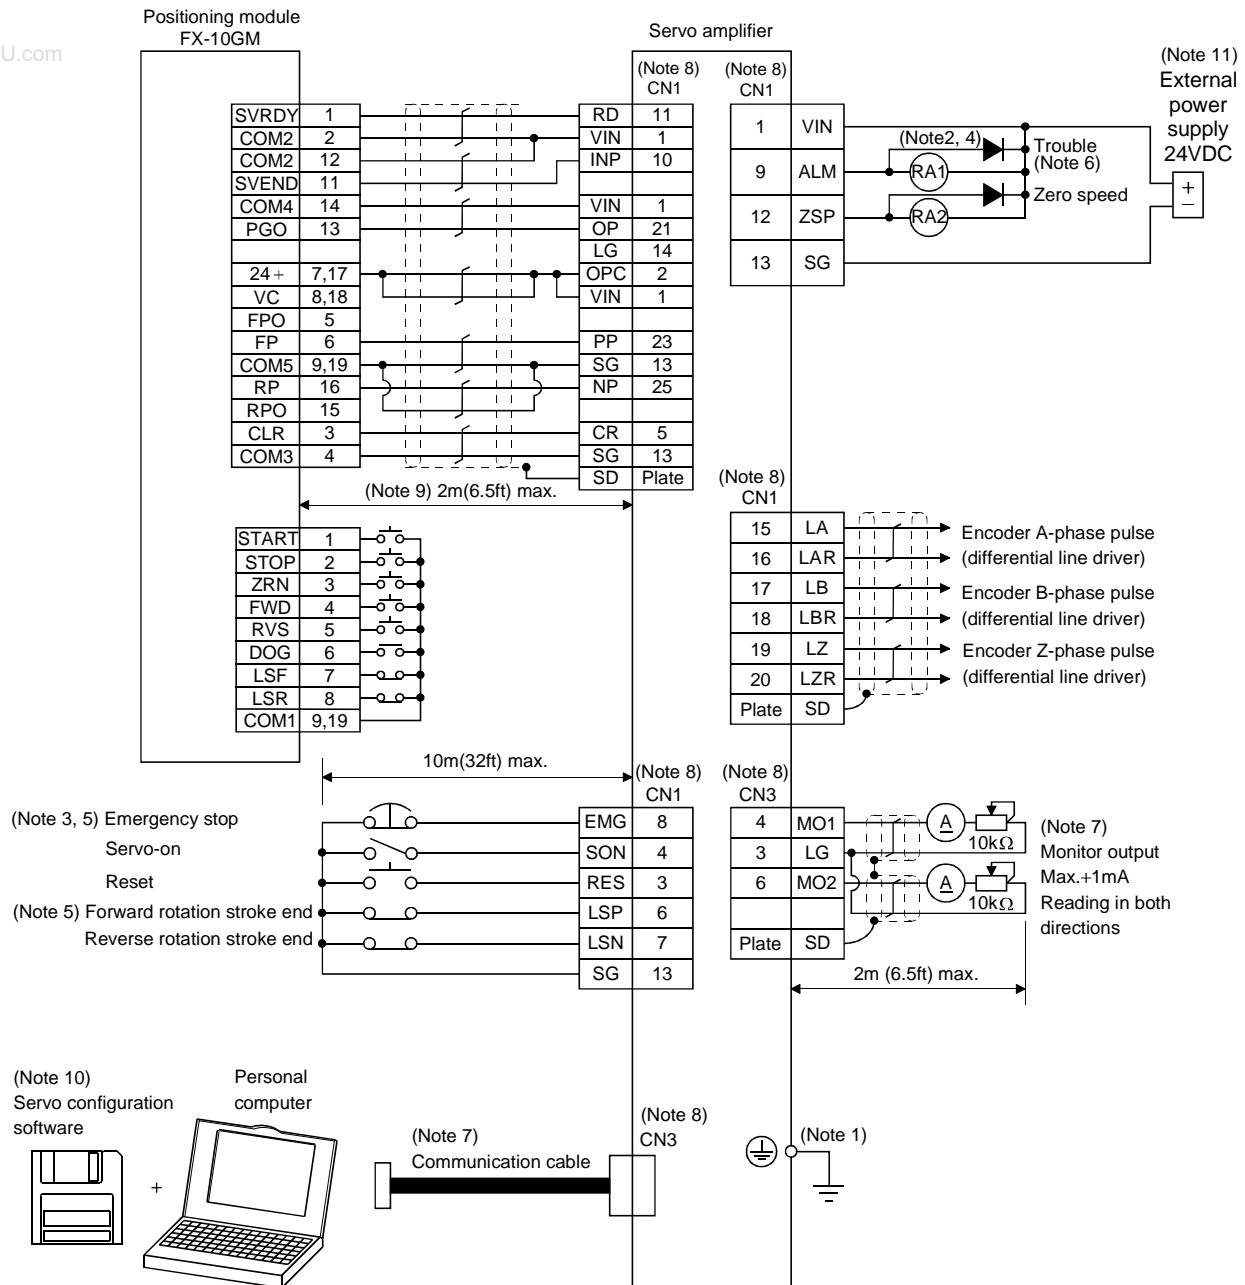 U.com
Positioning module
FX-10GM
Servo amplifier
(Note 8)
CN1
SVRDY 1
COM2 2
COM2 12
SVEND 11
COM4 14
PGO 13
24+ 7,17
VC 8,18
FPO 5
FP 6
COM5 9,19
RP 16
RPO 15
CLR 3
COM3 4
RD 11
VIN 1
INP 10
VIN 1
OP 21
LG 14
OPC 2
VIN 1
PP 23
SG 13
NP 25
CR 5
SG 13
SD Plate
(Note 9) 2m(6.5ft) max.
(Note 8)
CN1
1 VIN
9 ALM
12 ZSP
13 SG
(Note2, 4)
RA1
RA2
Trouble
(Note 6)
Zero speed
(Note 11)
External
power
supply
24VDC
+
−
START 1
STOP 2
ZRN 3
FWD 4
RVS 5
DOG 6
LSF 7
LSR 8
COM1 9,19
(Note 8)
CN1
15 LA
16 LAR
17 LB
18 LBR
19 LZ
20 LZR
Plate SD
Encoder A-phase pulse
(differential line driver)
Encoder B-phase pulse
(differential line driver)
Encoder Z-phase pulse
(differential line driver)
10m(32ft) max.
(Note 8)
CN1
(Note 3, 5) Emergency stop
Servo-on
Reset
(Note 5) Forward rotation stroke end
Reverse rotation stroke end
EMG 8
SON 4
RES 3
LSP 6
LSN 7
SG 13
(Note 8)
CN3
4 MO1
3 LG
6 MO2
Plate SD
A
10kΩ
A
10kΩ
(Note 7)
Monitor output
Max.+1mA
Reading in both
directions
2m (6.5ft) max.
(Note 10)
Servo configuration
software
+
Personal
computer
(Note 7)
Communication cable
(Note 8)
CN3
(Note 1)